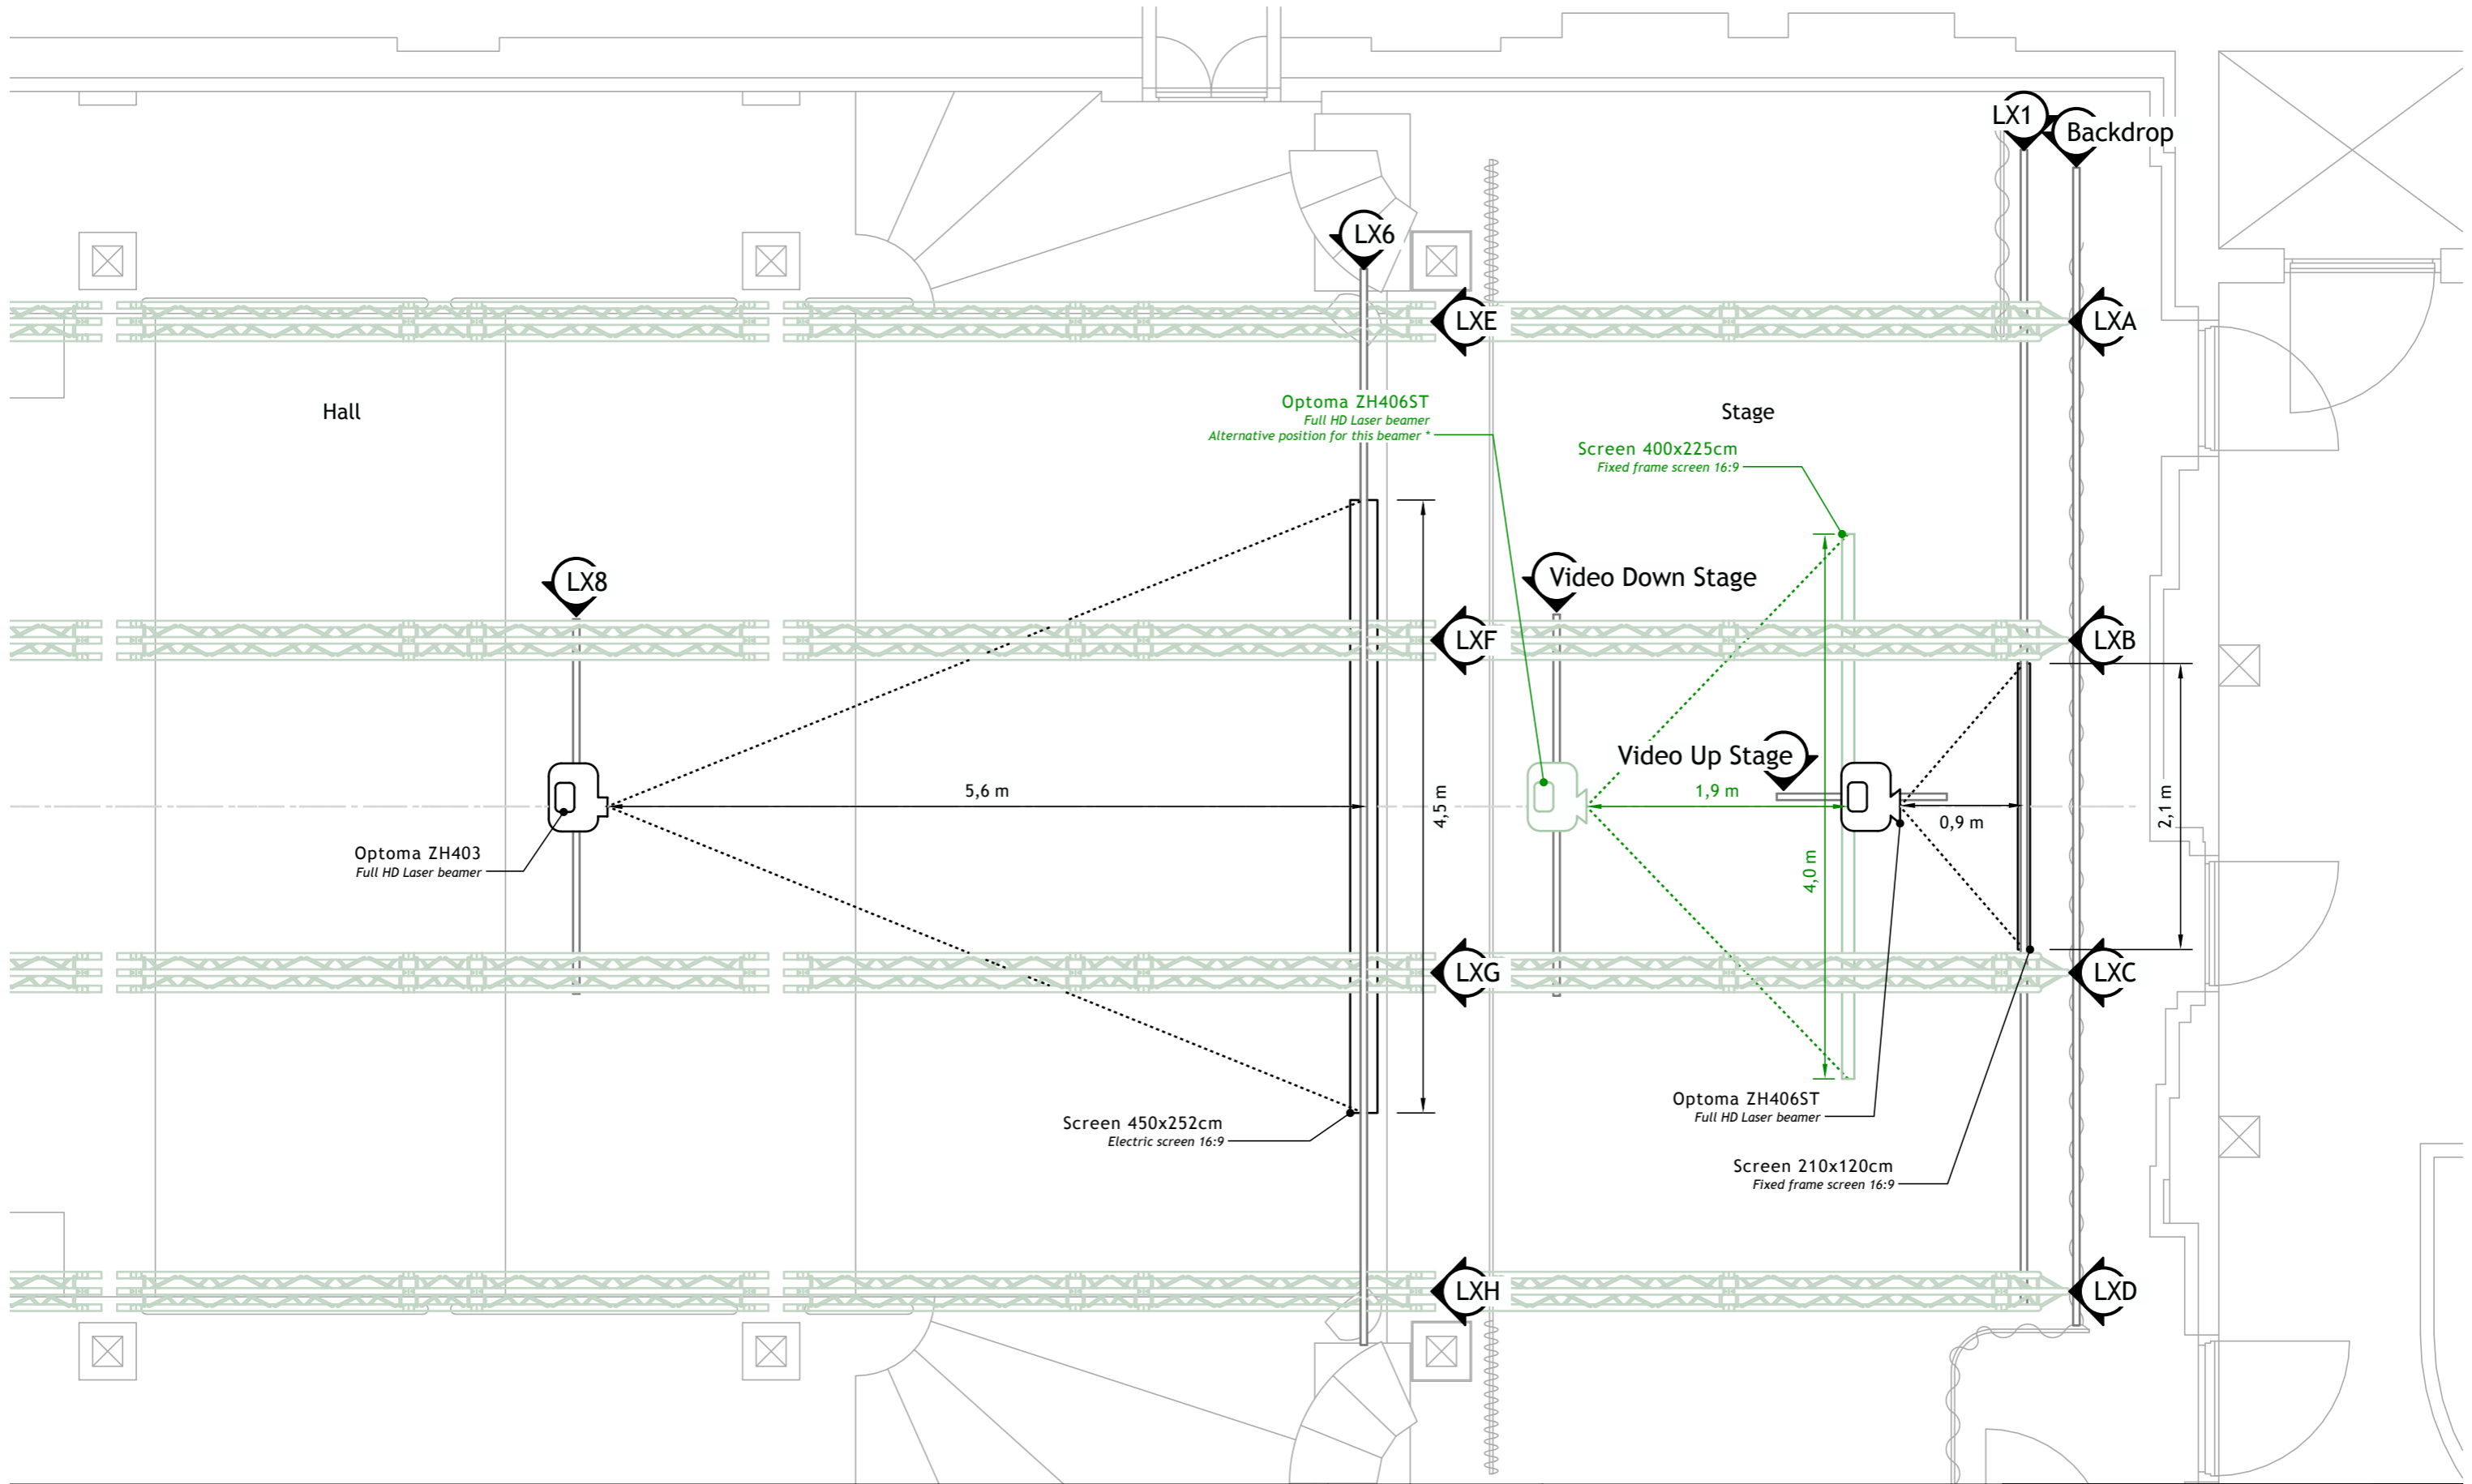 LX1
Backdrop
LX6
LXE
LXA
Hall
Optoma ZH406ST
Full HD Laser beamer
Alternative position for this beamer *
Stage
Screen 400x225cm
Fixed frame screen 16:9
LX8
Video Down Stage
LXF
LXB
Video Up Stage
5,6 m
4,5 m
1,9 m
0,9 m
2,1 m
4,0 m
Optoma ZH403
Full HD Laser beamer
LXG
LXC
Optoma ZH406ST
Full HD Laser beamer
Screen 450x252cm
Electric screen 16:9
Screen 210x120cm
Fixed frame screen 16:9
LXH
LXD